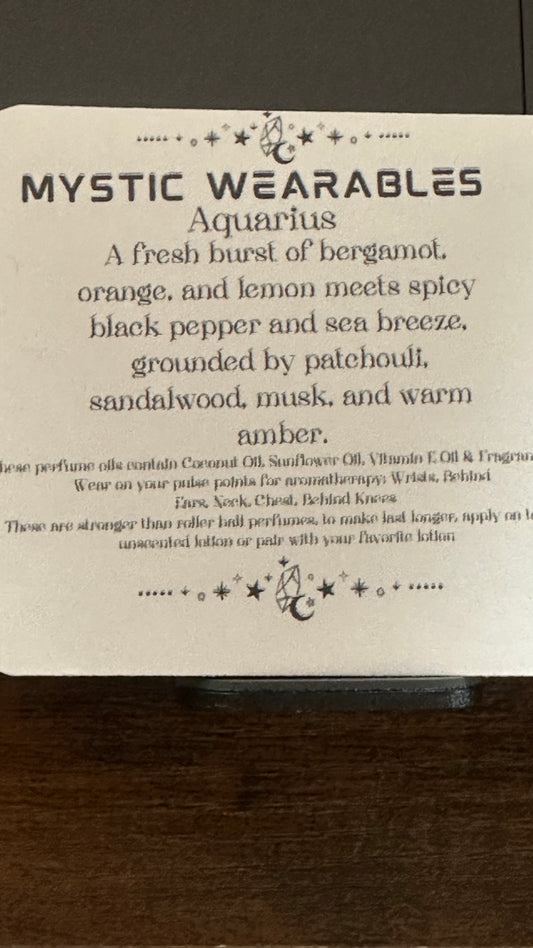 MYSTIC WEARABLES
Aquarius
A fresh burst of bergamot,
orange, and lemon meets spicy
black pepper and sea breeze,
grounded by patchouli,
sandalwood, musk, and warm
amber.
hese perfume oils contain Coconut Oil, Sunflower Oil, Vitamin E Oil & Fragran
Wear on your pulse points for aromatherapy: Wrists, Behind
Ears, Neck, Chest, Behind Knees
These are stronger than roller ball perfumes, to make last longer, apply on
unscented lotion or pair with your favorite lotion